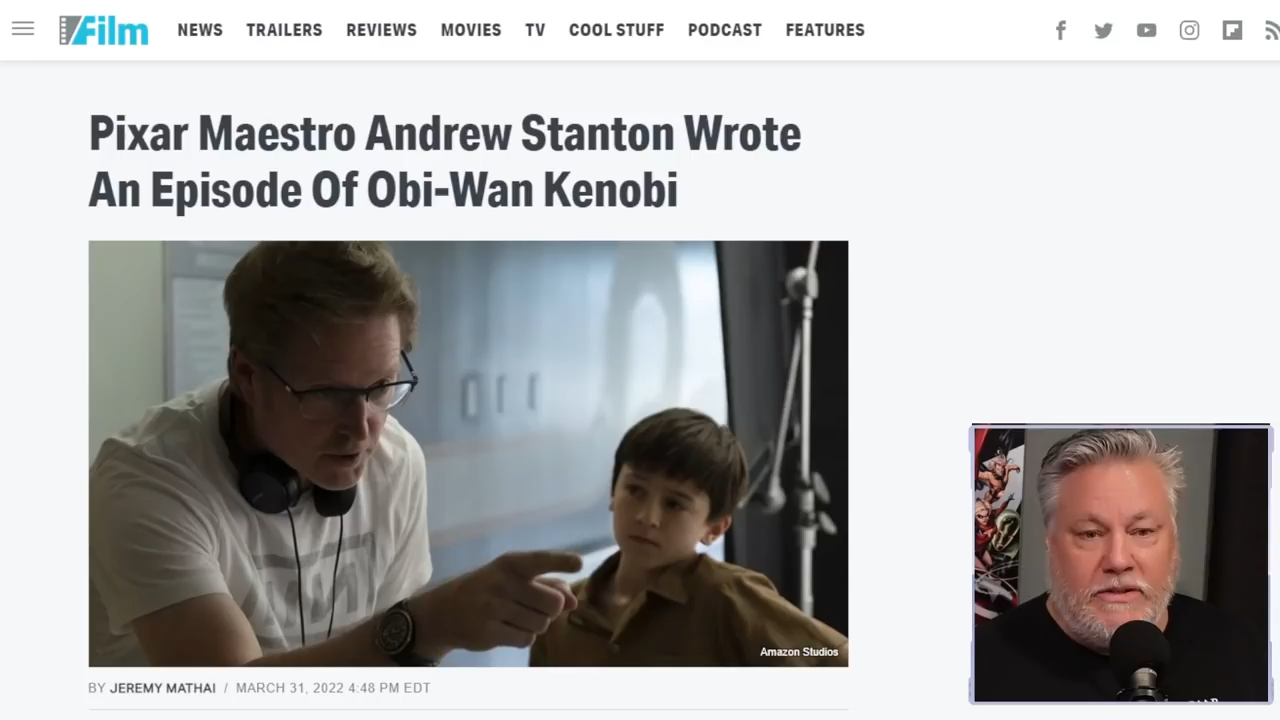 /Film
NEWS TRAILERS REVIEWS MOVIES TV COOL STUFF PODCAST FEATURES
Pixar Maestro Andrew Stanton Wrote
An Episode Of Obi-Wan Kenobi
Amazon Studios
BY JEREMY MATHAI / MARCH 31, 2022 4:48 PM EDT